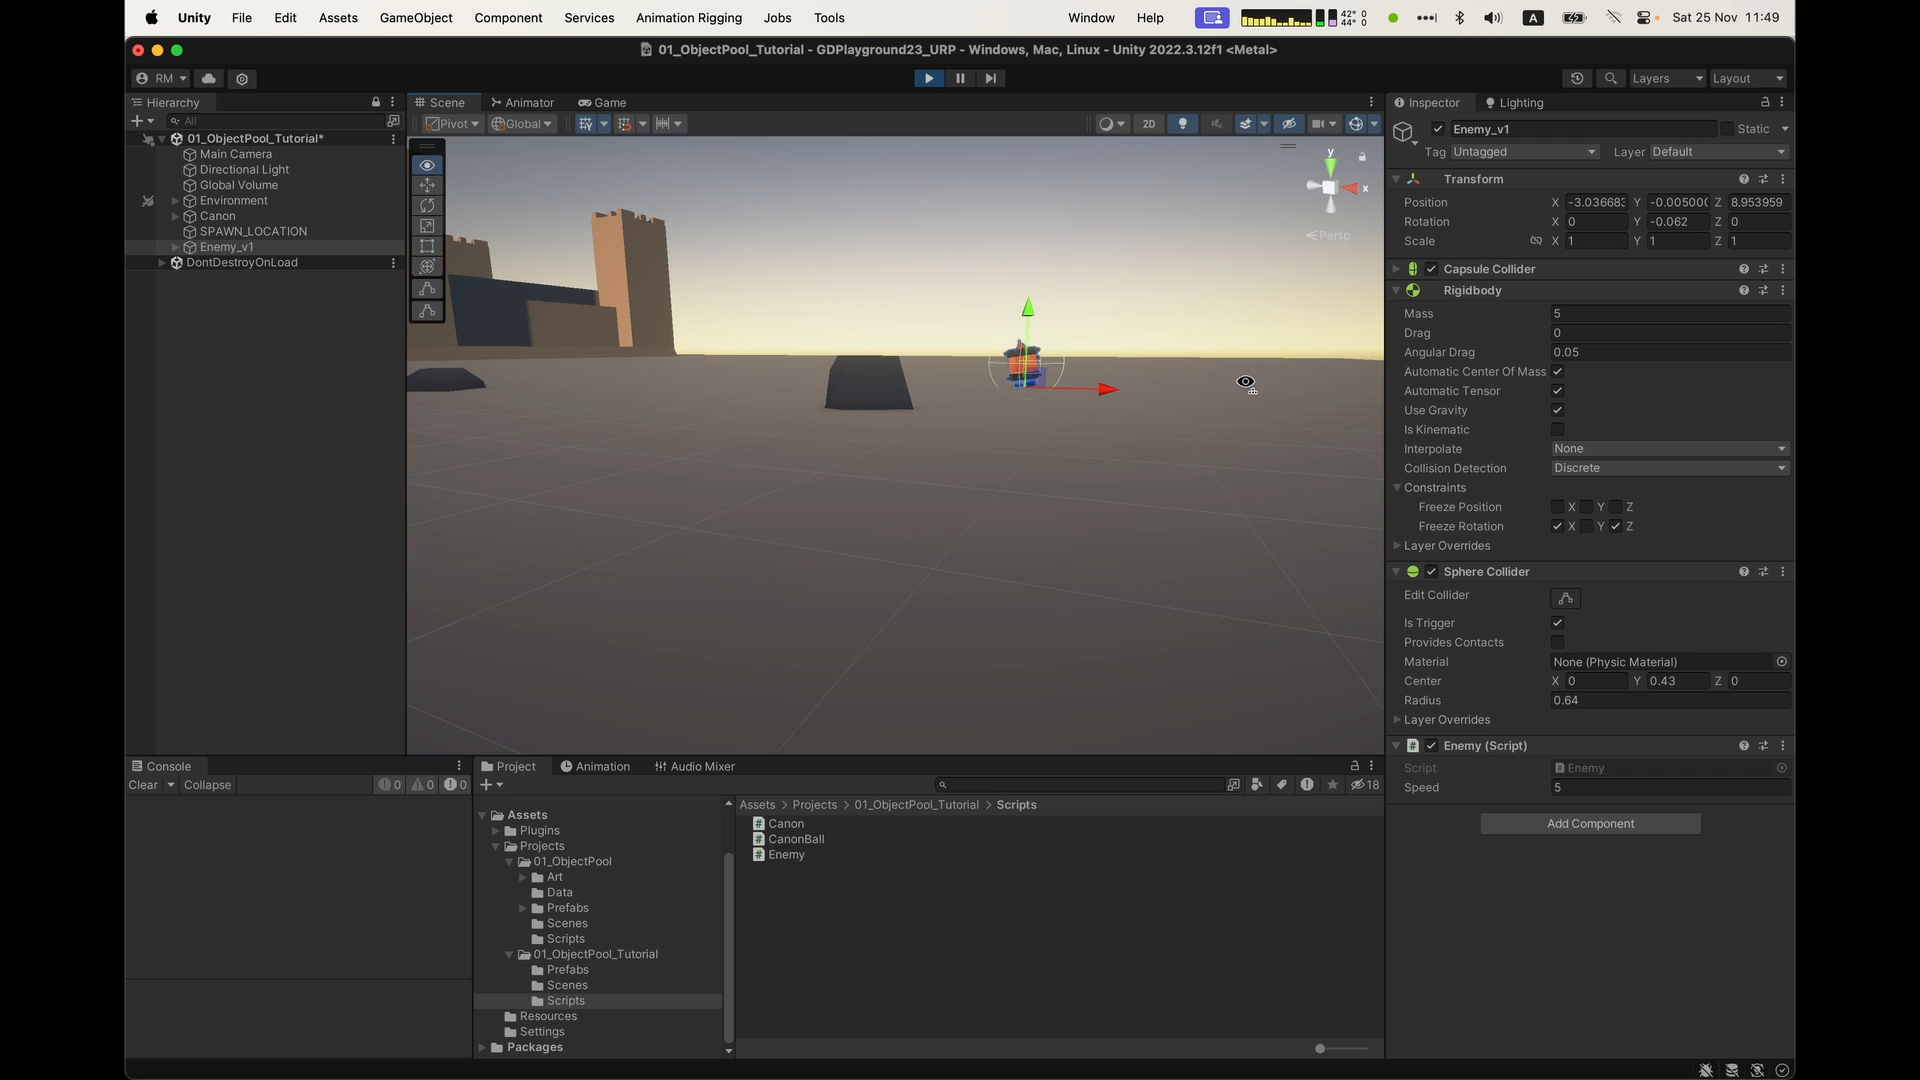 Unity File Edit Assets GameObject Component Services Animation Rigging Jobs Tools Window Help 42° 0 44° 0 A Sat 25 Nov 11:49
01_ObjectPool_Tutorial - GDPlayground23_URP - Windows, Mac, Linux - Unity 2022.3.12f1 <Metal>
RM Layers Layout
Hierarchy
All
01_ObjectPool_Tutorial*
Main Camera
Directional Light
Global Volume
Environment
Canon
SPAWN_LOCATION
Enemy_v1
DontDestroyOnLoad
Scene Animator Game
Pivot Global 2D
y
x
Persp
Inspector Lighting
Enemy_v1 Static
Tag Untagged Layer Default
Transform
Position X -3.036683 Y -0.005000 Z 8.953959
Rotation X 0 Y -0.062 Z 0
Scale X 1 Y 1 Z 1
Capsule Collider
Rigidbody
Mass 5
Drag 0
Angular Drag 0.05
Automatic Center Of Mass
Automatic Tensor
Use Gravity
Is Kinematic
Interpolate None
Collision Detection Discrete
Constraints
Freeze Position X Y Z
Freeze Rotation X Y Z
Layer Overrides
Sphere Collider
Edit Collider
Is Trigger
Provides Contacts
Material None (Physic Material)
Center X 0 Y 0.43 Z 0
Radius 0.64
Layer Overrides
Enemy (Script)
Script Enemy
Speed 5
Add Component
Console
Clear Collapse 0 0 0
Project Animation Audio Mixer
18
Assets
Plugins
Projects
01_ObjectPool
Art
Data
Prefabs
Scenes
Scripts
01_ObjectPool_Tutorial
Prefabs
Scenes
Scripts
Resources
Settings
Packages
Assets > Projects > 01_ObjectPool_Tutorial > Scripts
Canon
CanonBall
Enemy